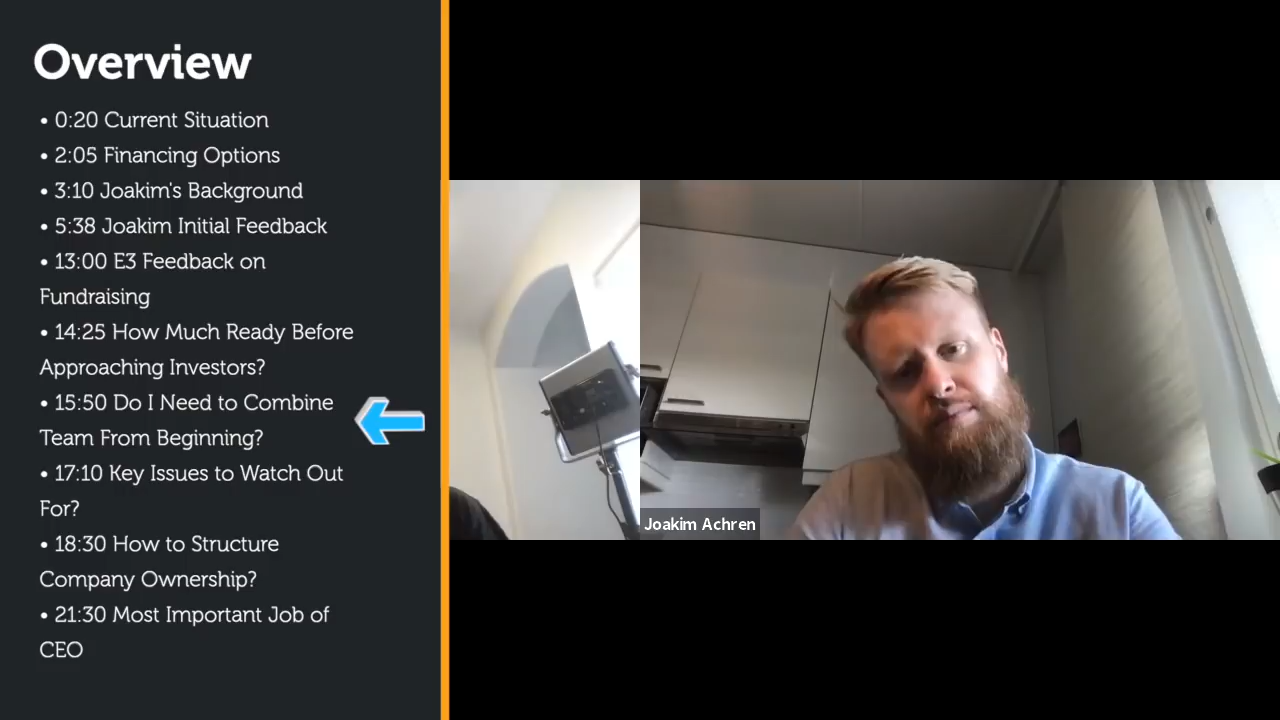 Overview
• 0:20 Current Situation
• 2:05 Financing Options
• 3:10 Joakim's Background
• 5:38 Joakim Initial Feedback
• 13:00 E3 Feedback on
Fundraising
• 14:25 How Much Ready Before
Approaching Investors?
• 15:50 Do I Need to Combine
Team From Beginning?
• 17:10 Key Issues to Watch Out
For?
• 18:30 How to Structure
Company Ownership?
• 21:30 Most Important Job of
CEO
Joakim Achren